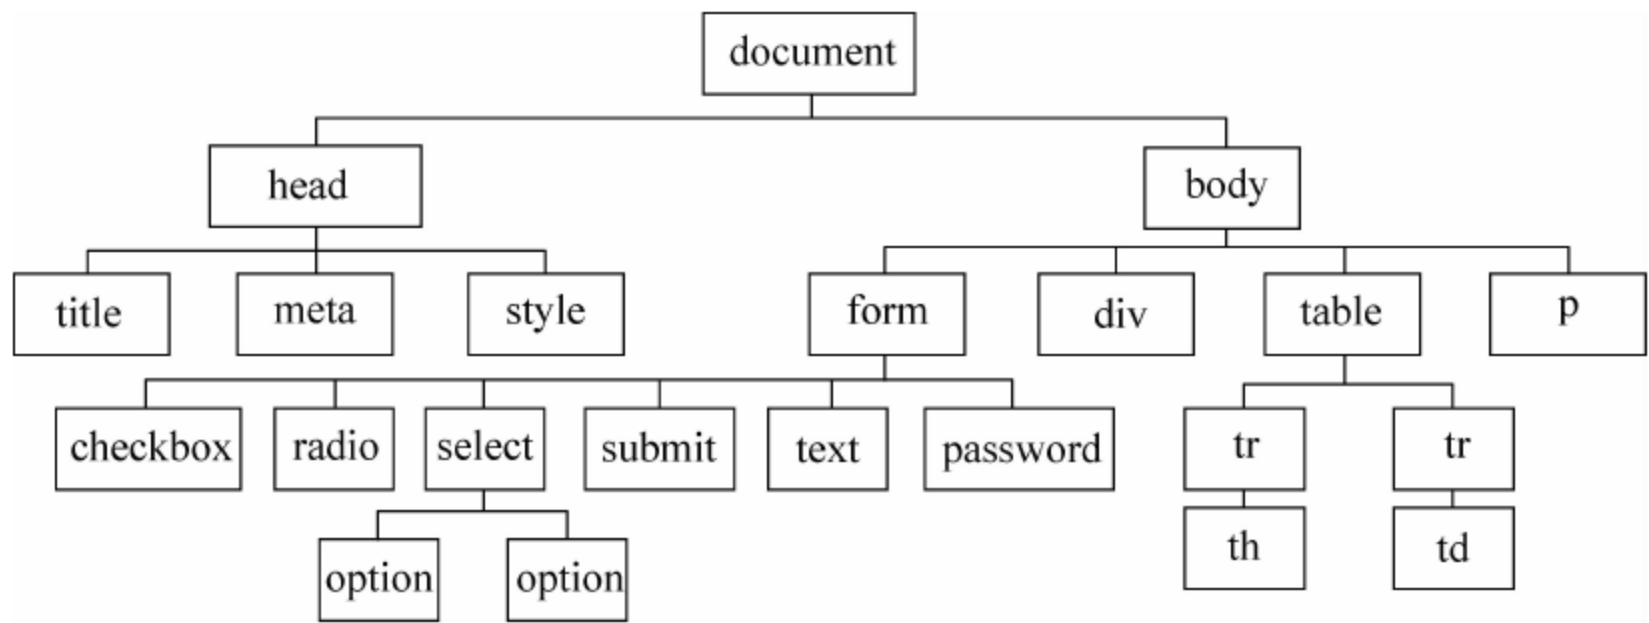 document
head
body
title
meta
style
form
div
table
p
checkbox
radio
select
submit
text
password
tr
tr
th
td
option
option